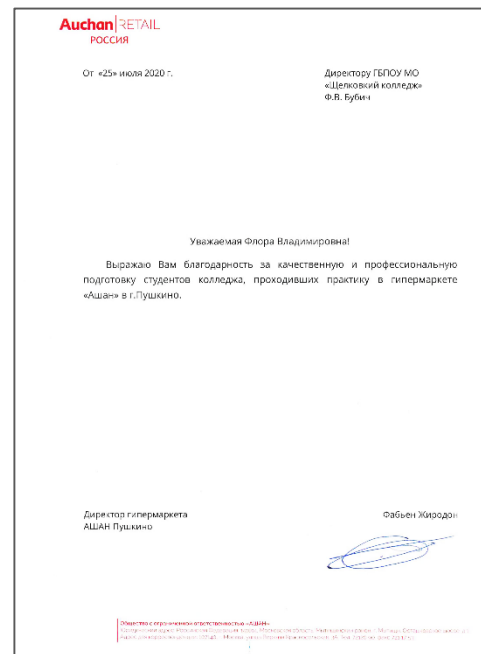 Auchan RETAIL
РОССИЯ
От «25» июля 2020 г.
Директору ГБПОУ МО
«Щелковский колледж»
Ф.В. Бубич
Уважаемая Флора Владимировна!
Выражаю Вам благодарность за качественную и профессиональную
подготовку студентов колледжа, проходивших практику в гипермаркете
«Ашан» в г.Пушкино.
Директор гипермаркета
АШАН Пушкино
Фабьен Жиродон
Общество с ограниченной ответственностью «АШАН»